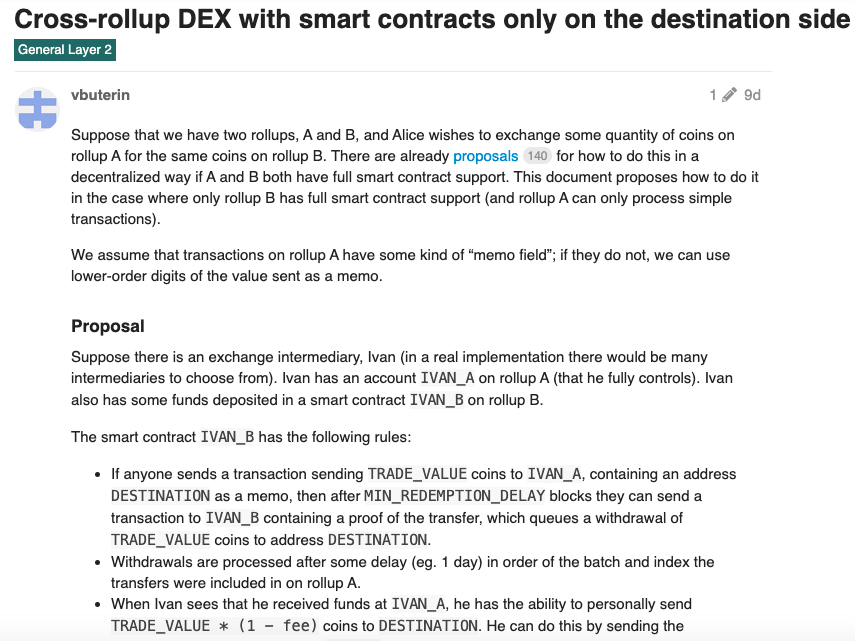 Cross-rollup DEX with smart contracts only on the destination side
General Layer 2
vbuterin
1 9d
Suppose that we have two rollups, A and B, and Alice wishes to exchange some quantity of coins on
rollup A for the same coins on rollup B. There are already proposals 140 for how to do this in a
decentralized way if A and B both have full smart contract support. This document proposes how to do it
in the case where only rollup B has full smart contract support (and rollup A can only process simple
transactions).
We assume that transactions on rollup A have some kind of “memo field”; if they do not, we can use
lower-order digits of the value sent as a memo.
Proposal
Suppose there is an exchange intermediary, Ivan (in a real implementation there would be many
intermediaries to choose from). Ivan has an account IVAN_A on rollup A (that he fully controls). Ivan
also has some funds deposited in a smart contract IVAN_B on rollup B.
The smart contract IVAN_B has the following rules:
• If anyone sends a transaction sending TRADE_VALUE coins to IVAN_A, containing an address
DESTINATION as a memo, then after MIN_REDEMPTION_DELAY blocks they can send a
transaction to IVAN_B containing a proof of the transfer, which queues a withdrawal of
TRADE_VALUE coins to address DESTINATION.
• Withdrawals are processed after some delay (eg. 1 day) in order of the batch and index the
transfers were included in on rollup A.
• When Ivan sees that he received funds at IVAN_A, he has the ability to personally send
TRADE_VALUE * (1 - fee) coins to DESTINATION. He can do this by sending the